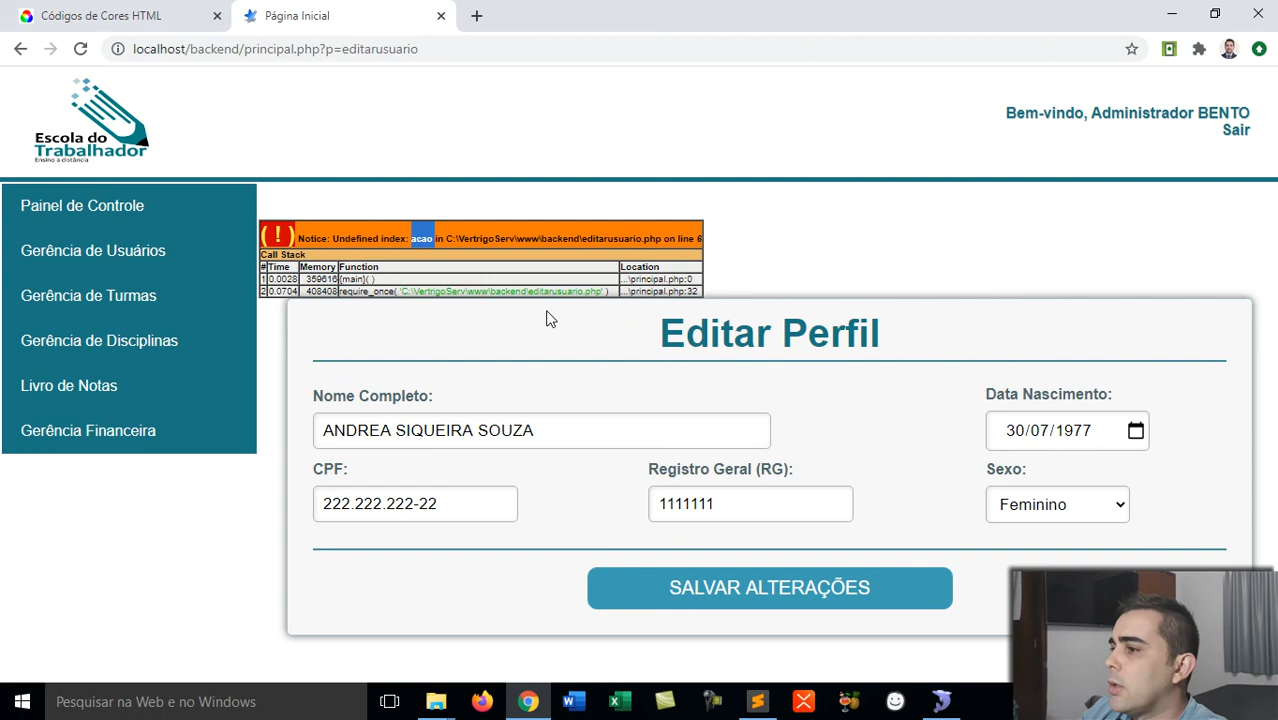 Códigos de Cores HTML
Página Inicial
localhost/backend/principal.php?p=editarusuario
Escola do
Trabalhador
Ensino a distância
Bem-vindo, Administrador BENTO
Sair
Painel de Controle
Gerência de Usuários
Gerência de Turmas
Gerência de Disciplinas
Livro de Notas
Gerência Financeira
( ! ) Notice: Undefined index: acao in C:\VertrigoServ\www\backend\editarusuario.php on line 6
Call Stack
# Time Memory Function Location
1 0.0028 359616 {main}( ) ...\principal.php:0
2 0.0704 408408 require_once( 'C:\VertrigoServ\www\backend\editarusuario.php' ) ...\principal.php:32
Editar Perfil
Nome Completo:
Data Nascimento:
ANDREA SIQUEIRA SOUZA
30/07/1977
CPF:
Registro Geral (RG):
Sexo:
222.222.222-22
1111111
Feminino
SALVAR ALTERAÇÕES
Pesquisar na Web e no Windows